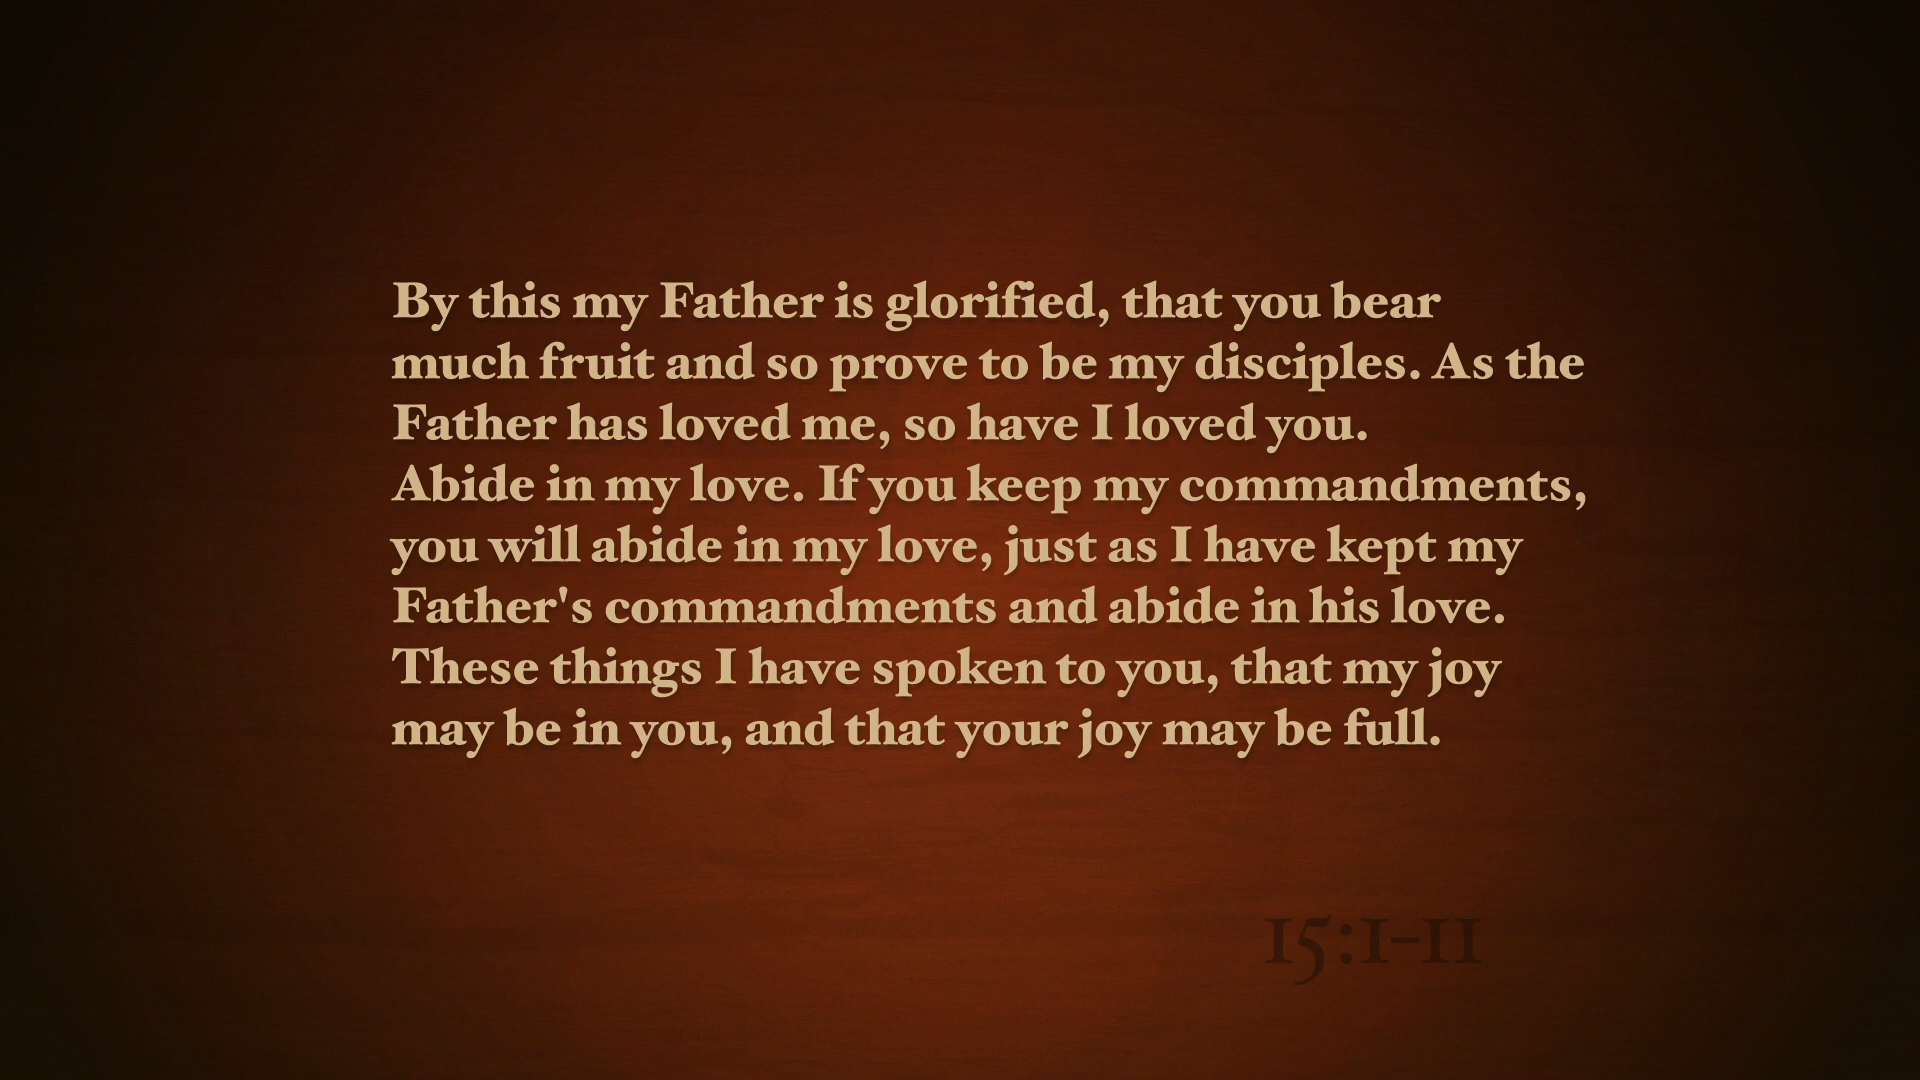 By this my Father is glorified, that you bear
much fruit and so prove to be my disciples. As the
Father has loved me, so have I loved you.
Abide in my love. If you keep my commandments,
you will abide in my love, just as I have kept my
Father's commandments and abide in his love.
These things I have spoken to you, that my joy
may be in you, and that your joy may be full.
15:1-11